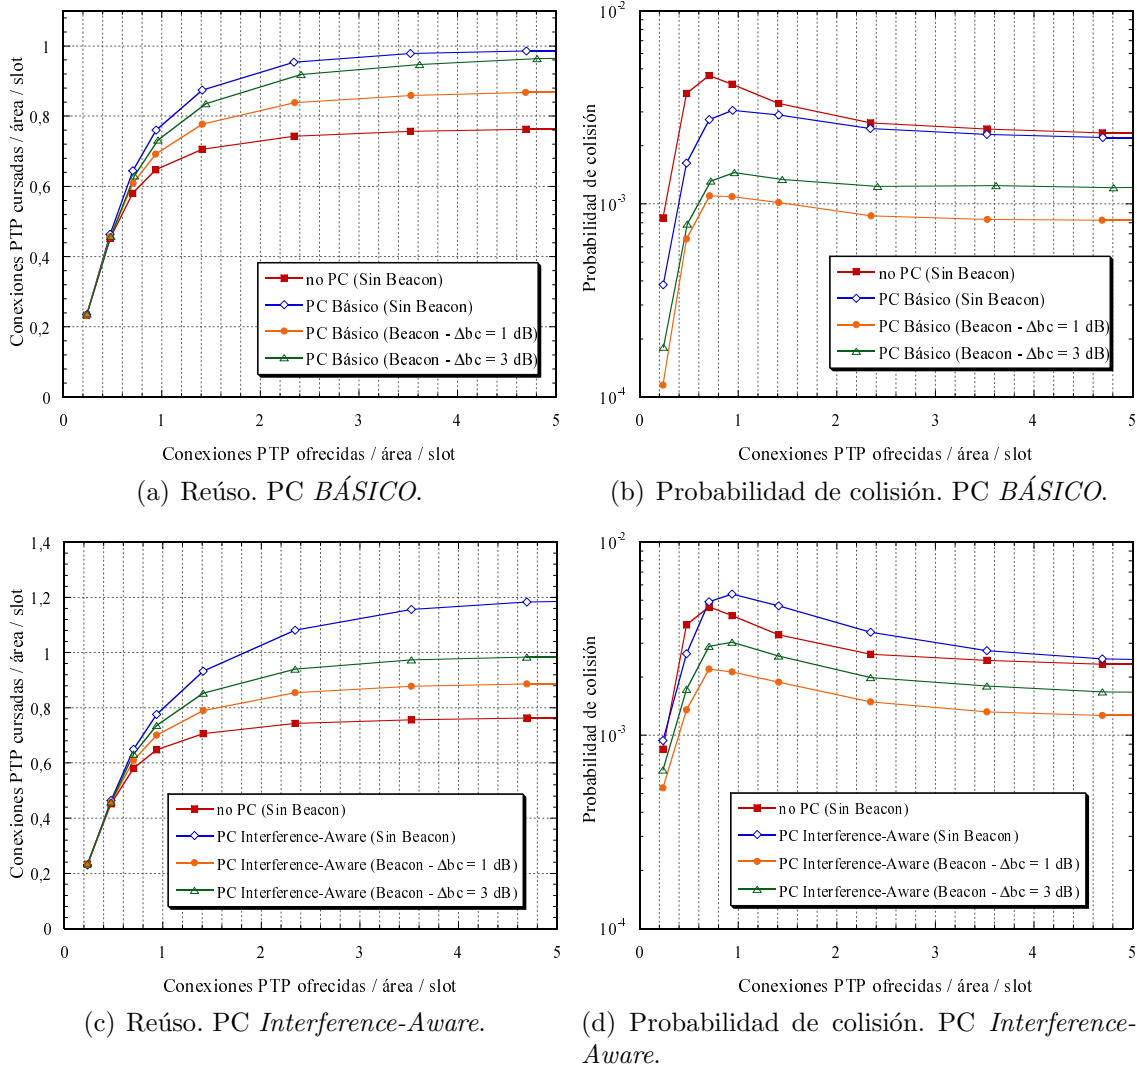 Conexiones PTP cursadas / área / slot
1
0,8
0,6
0,4
0,2
0
no PC (Sin Beacon)
PC Básico (Sin Beacon)
PC Básico (Beacon - Δbc = 1 dB)
PC Básico (Beacon - Δbc = 3 dB)
0 1 2 3 4 5
Conexiones PTP ofrecidas / área / slot
(a) Reúso. PC BÁSICO.
Probabilidad de colisión
10-2
10-3
10-4
no PC (Sin Beacon)
PC Básico (Sin Beacon)
PC Básico (Beacon - Δbc = 1 dB)
PC Básico (Beacon - Δbc = 3 dB)
0 1 2 3 4 5
Conexiones PTP ofrecidas / área / slot
(b) Probabilidad de colisión. PC BÁSICO.
Conexiones PTP cursadas / área / slot
1,4
1,2
1
0,8
0,6
0,4
0,2
0
no PC (Sin Beacon)
PC Interference-Aware (Sin Beacon)
PC Interference-Aware (Beacon - Δbc = 1 dB)
PC Interference-Aware (Beacon - Δbc = 3 dB)
0 1 2 3 4 5
Conexiones PTP ofrecidas / área / slot
(c) Reúso. PC Interference-Aware.
Probabilidad de colisión
10-2
10-3
10-4
no PC (Sin Beacon)
PC Interference-Aware (Sin Beacon)
PC Interference-Aware (Beacon - Δbc = 1 dB)
PC Interference-Aware (Beacon - Δbc = 3 dB)
0 1 2 3 4 5
Conexiones PTP ofrecidas / área / slot
(d) Probabilidad de colisión. PC Interference-
Aware.